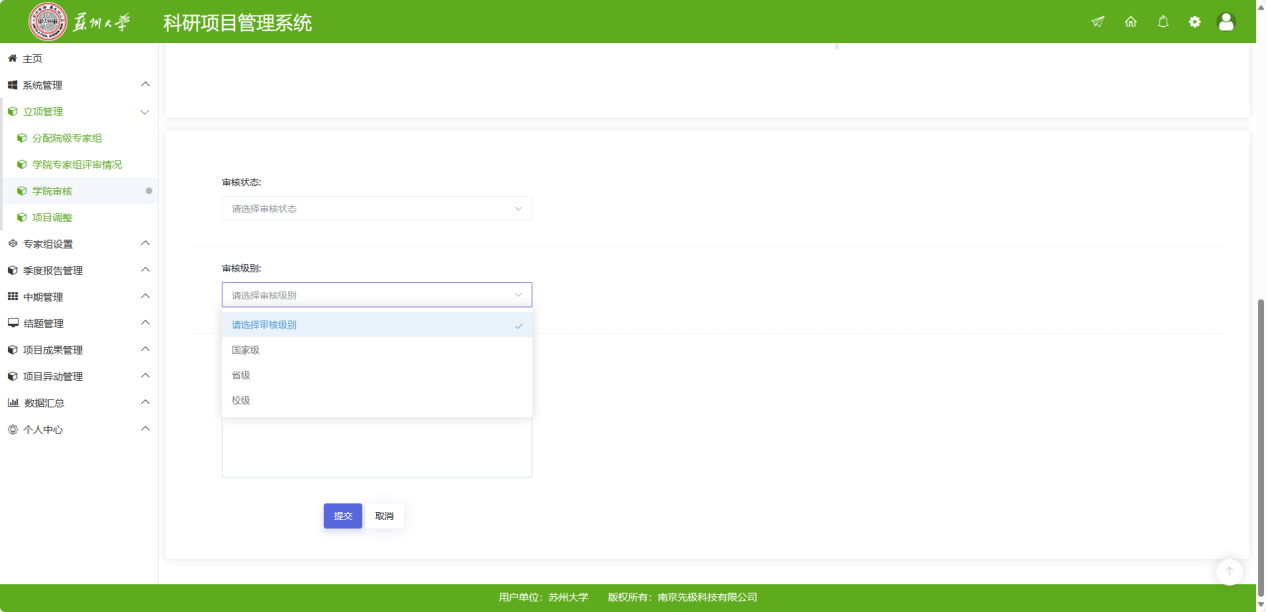 苏州大学
科研项目管理系统
主页
系统管理
立项管理
分配院级专家组
学院专家组评审情况
学院审核
项目调整
专家组设置
季度报告管理
中期管理
结题管理
项目成果管理
项目异动管理
数据汇总
个人中心
审核状态:
请选择审核状态
审核级别:
请选择审核级别
请选择审核级别
国家级
省级
校级
提交 取消
用户单位：苏州大学 版权所有：南京先极科技有限公司